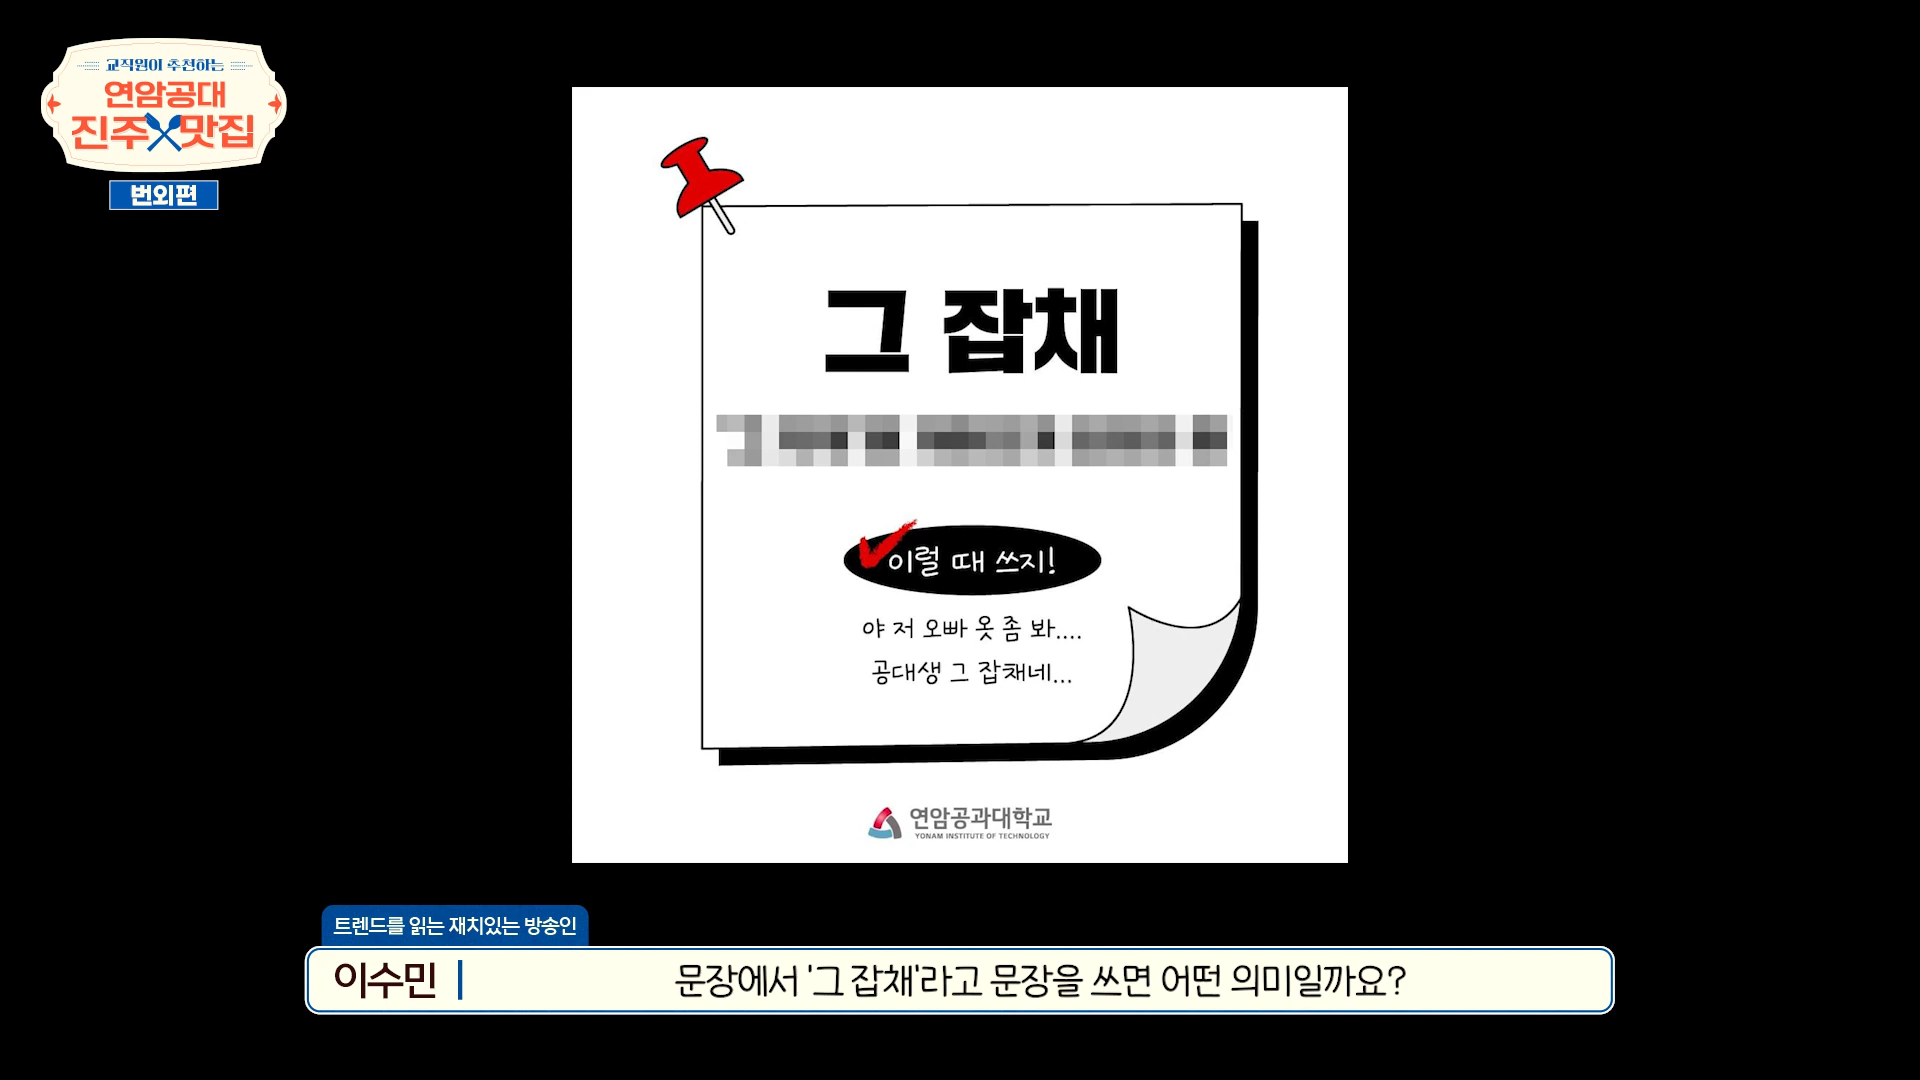 교직원이 추천하는
연암공대
진주 맛집
번외편
그 잡채
이럴 때 쓰지!
야 저 오빠 옷 좀 봐....
공대생 그 잡채네...
연암공과대학교
YONAM INSTITUTE OF TECHNOLOGY
트렌드를 읽는 재치있는 방송인
이수민
문장에서 '그 잡채'라고 문장을 쓰면 어떤 의미일까요?